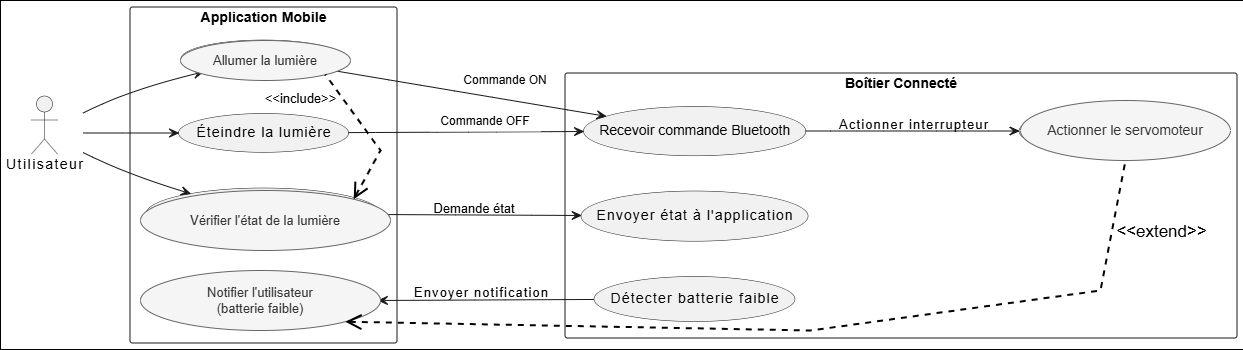 Application Mobile
Allumer la lumière
Commande ON
<<include>>
Boîtier Connecté
Éteindre la lumière
Commande OFF
Recevoir commande Bluetooth
Actionner interrupteur
Actionner le servomoteur
Utilisateur
Vérifier l'état de la lumière
Demande état
Envoyer état à l'application
<<extend>>
Notifier l'utilisateur
(batterie faible)
Envoyer notification
Détecter batterie faible